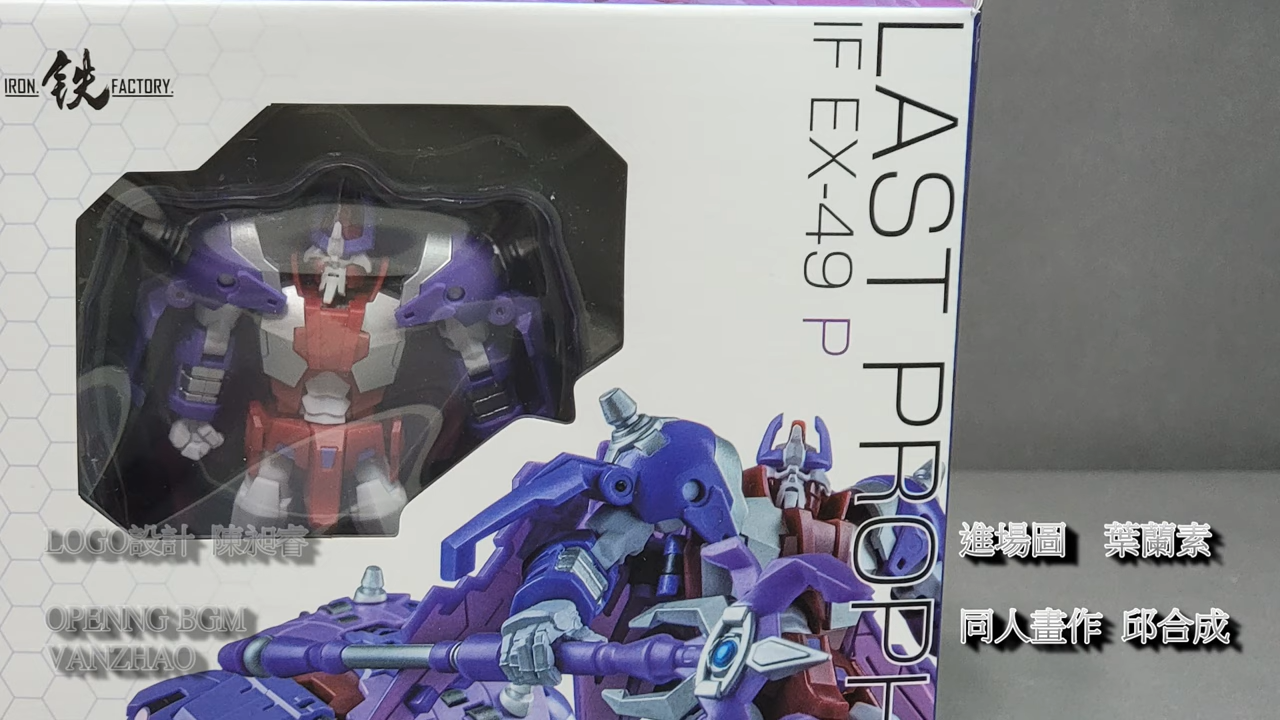 IRON. 铁 FACTORY.
LAST PROPH
IF EX-49 P
LOGO設計 陳昶睿
OPENNG BGM
VANZHAO
進場圖 葉蘭素
同人畫作 邱合成